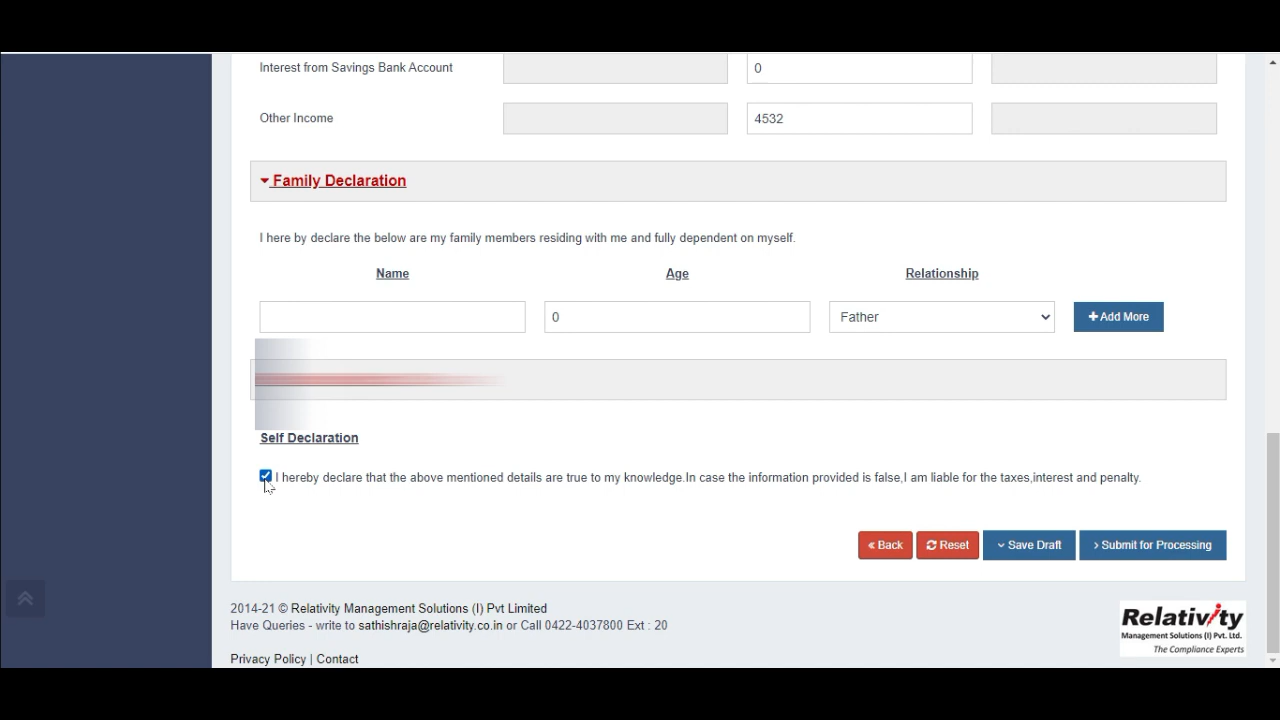 Interest from Savings Bank Account 0
Other Income 4532
Family Declaration
I here by declare the below are my family members residing with me and fully dependent on myself.
Name Age Relationship
0 Father Add More
Self Declaration
I hereby declare that the above mentioned details are true to my knowledge.In case the information provided is false,I am liable for the taxes,interest and penalty.
« Back Reset Save Draft Submit for Processing
2014-21 © Relativity Management Solutions (I) Pvt Limited
Have Queries - write to sathishraja@relativity.co.in or Call 0422-4037800 Ext : 20
Privacy Policy | Contact
Relativity
Management Solutions (I) Pvt. Ltd.
The Compliance Experts